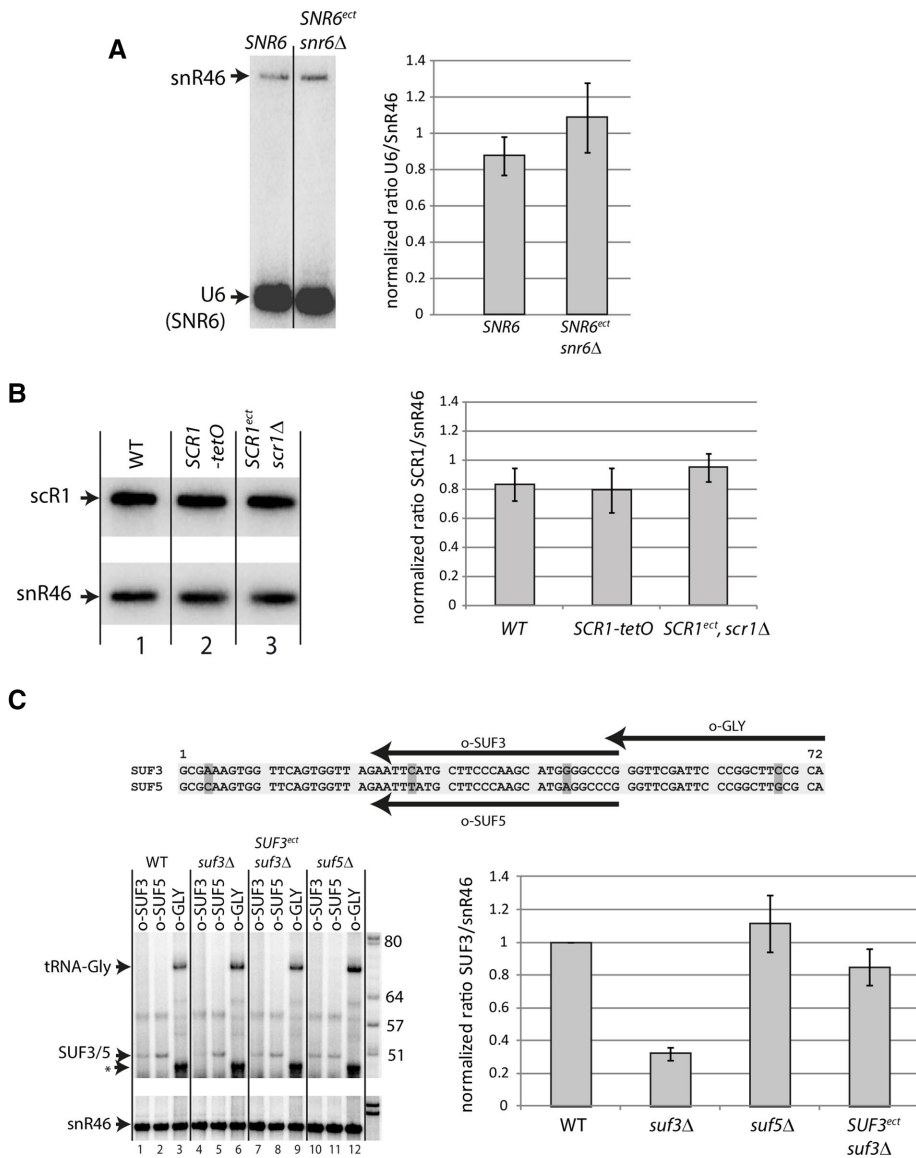 A
SNR6
SNR6ect
snr6Δ
snR46
U6
(SNR6)
normalized ratio U6/SnR46
1.4
1.2
1
0.8
0.6
0.4
0.2
0
SNR6
SNR6ect
snr6Δ
B
WT
SCR1
-tetO
SCR1ect
scr1Δ
scR1
snR46
1 2 3
normalized ratio SCR1/snR46
1.4
1.2
1
0.8
0.6
0.4
0.2
0
WT
SCR1-tetO
SCR1ect, scr1Δ
C
o-GLY
o-SUF3
1 72
SUF3 GCGAAAGTGG TTCAGTGGTT AGAATTCATG CTTCCCAAGC ATGGGGCCCG GGTTCGATTC CCGGCTTCCG CA
SUF5 GCGCAAGTGG TTCAGTGGTT AGAATTTATG CTTCCCAAGC ATGAGGCCCG GGTTCGATTC CCGGCTTGCG CA
o-SUF5
WT
suf3Δ
SUF3ect
suf3Δ
suf5Δ
o-SUF3 o-SUF5 o-GLY o-SUF3 o-SUF5 o-GLY o-SUF3 o-SUF5 o-GLY o-SUF3 o-SUF5 o-GLY
tRNA-Gly
SUF3/5
*
80
64
57
51
snR46
1 2 3 4 5 6 7 8 9 10 11 12
normalized ratio SUF3/snR46
1.4
1.2
1
0.8
0.6
0.4
0.2
0
WT
suf3Δ
suf5Δ
SUF3ect
suf3Δ